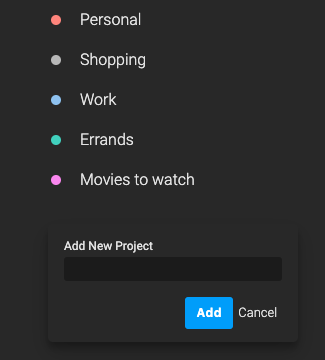 Personal
Shopping
Work
Errands
Movies to watch
Add New Project
Add Cancel